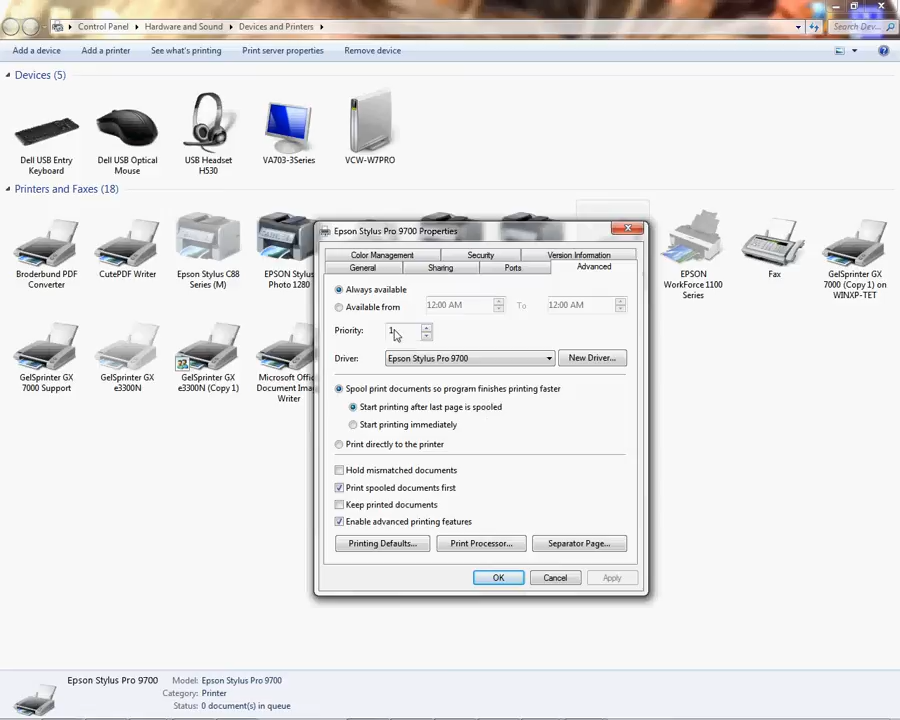 Control Panel Hardware and Sound Devices and Printers Search Dev...
Add a device Add a printer See what's printing Print server properties Remove device
Devices (5)
Dell USB Entry Keyboard
Dell USB Optical Mouse
USB Headset H530
VA703-3Series
VCW-W7PRO
Printers and Faxes (18)
Broderbund PDF Converter
CutePDF Writer
Epson Stylus C88 Series (M)
EPSON Stylus Photo 1280
EPSON WorkForce 1100 Series
Fax
GelSprinter GX 7000 (Copy 1) on WINXP-TET
GelSprinter GX 7000 Support
GelSprinter GX e3300N
GelSprinter GX e3300N (Copy 1)
Microsoft Office Document Image Writer
Epson Stylus Pro 9700 Properties
Color Management Security Version Information
General Sharing Ports Advanced
Always available
Available from 12:00 AM To 12:00 AM
Priority: 1
Driver: Epson Stylus Pro 9700 New Driver...
Spool print documents so program finishes printing faster
Start printing after last page is spooled
Start printing immediately
Print directly to the printer
Hold mismatched documents
Print spooled documents first
Keep printed documents
Enable advanced printing features
Printing Defaults... Print Processor... Separator Page...
OK Cancel Apply
Epson Stylus Pro 9700 Model: Epson Stylus Pro 9700
Category: Printer
Status: 0 document(s) in queue